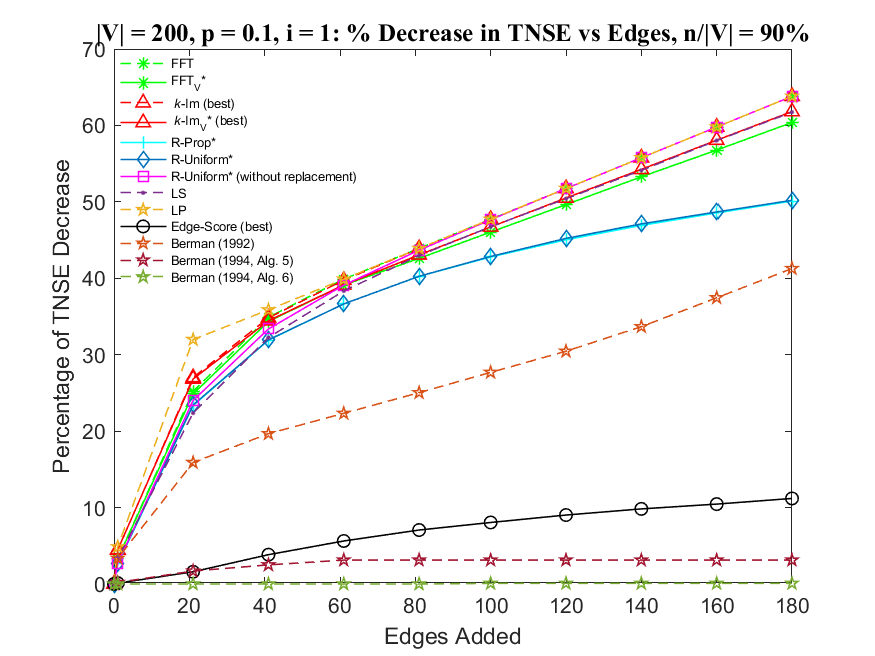 |V| = 200, p = 0.1, i = 1: % Decrease in TNSE vs Edges, n/|V| = 90%
70
60
50
40
30
20
10
0
Percentage of TNSE Decrease
FFT
FFT_V*
k-Im (best)
k-Im_V* (best)
R-Prop*
R-Uniform*
R-Uniform* (without replacement)
LS
LP
Edge-Score (best)
Berman (1992)
Berman (1994, Alg. 5)
Berman (1994, Alg. 6)
0 20 40 60 80 100 120 140 160 180
Edges Added